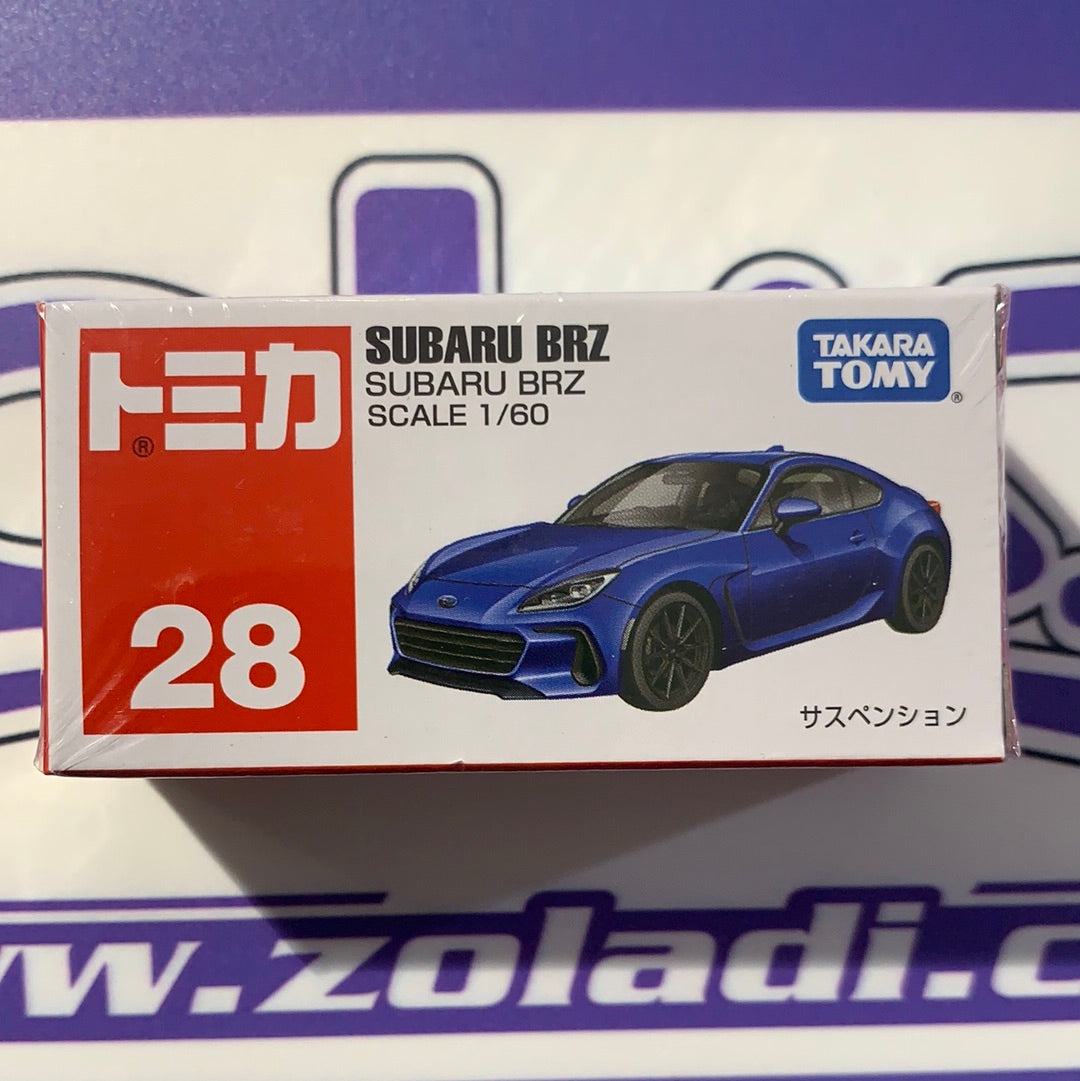 トミカ®
28
SUBARU BRZ
SUBARU BRZ
SCALE 1/60
TAKARA
TOMY®
サスペンション
w.zoladi.c